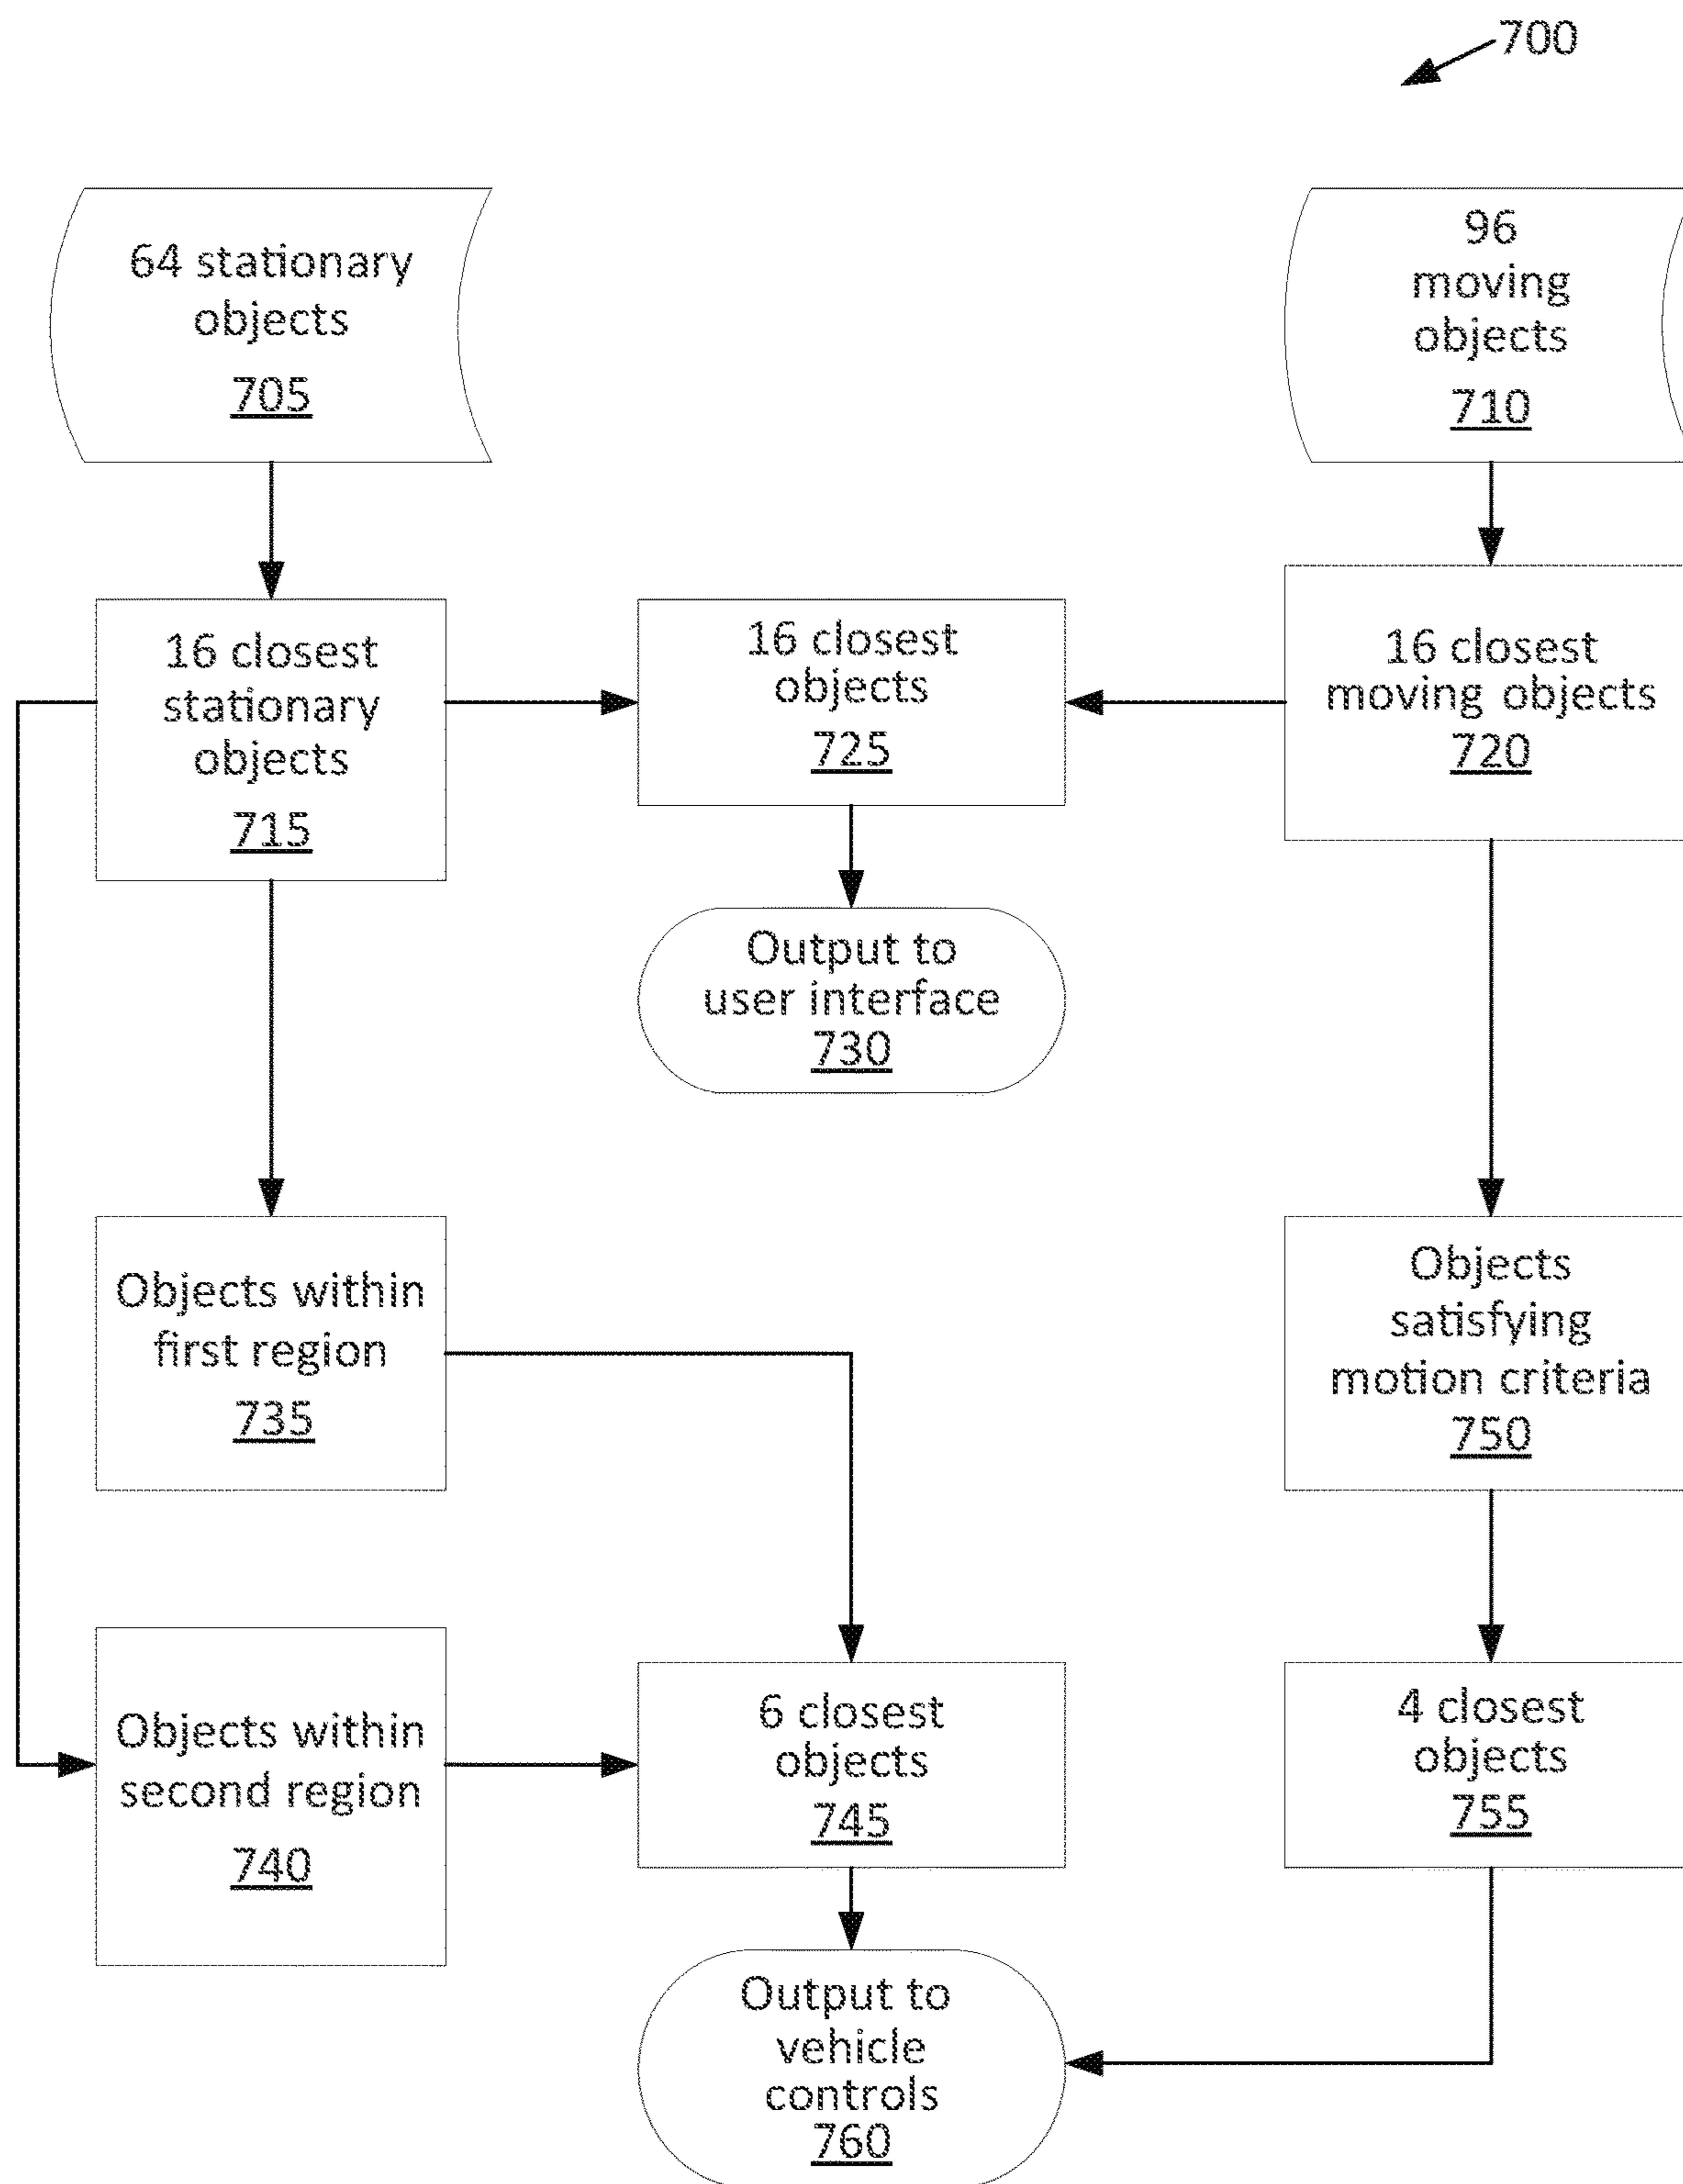 700
64 stationary
objects
705
96
moving
objects
710
16 closest
stationary
objects
715
16 closest
objects
725
16 closest
moving objects
720
Output to
user interface
730
Objects within
first region
735
Objects
satisfying
motion criteria
750
Objects within
second region
740
6 closest
objects
745
4 closest
objects
755
Output to
vehicle
controls
760